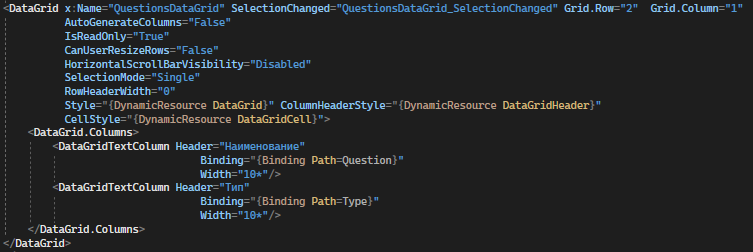 <DataGrid x:Name="QuestionsDataGrid" SelectionChanged="QuestionsDataGrid_SelectionChanged" Grid.Row="2"  Grid.Column="1"
AutoGenerateColumns="False"
IsReadOnly="True"
CanUserResizeRows="False"
HorizontalScrollBarVisibility="Disabled"
SelectionMode="Single"
RowHeaderWidth="0"
Style="{DynamicResource DataGrid}" ColumnHeaderStyle="{DynamicResource DataGridHeader}"
CellStyle="{DynamicResource DataGridCell}">
<DataGrid.Columns>
<DataGridTextColumn Header="Наименование"
Binding="{Binding Path=Question}"
Width="10*"/>
<DataGridTextColumn Header="Тип"
Binding="{Binding Path=Type}"
Width="10*"/>
</DataGrid.Columns>
</DataGrid>